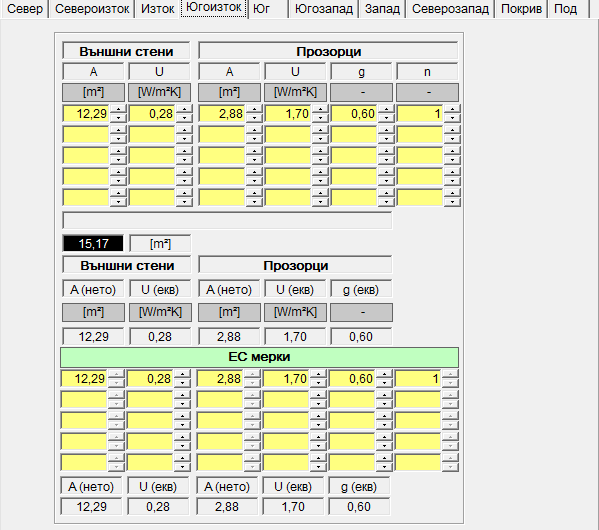 Север Североизток Изток Югоизток Юг Югозапад Запад Северозапад Покрив Под
Външни стени Прозорци
A U A U g n
[m²] [W/m²K] [m²] [W/m²K] - -
12,29 0,28 2,88 1,70 0,60 1
15,17 [m²]
Външни стени Прозорци
A (нето) U (екв) A (нето) U (екв) g (екв)
[m²] [W/m²K] [m²] [W/m²K] -
12,29 0,28 2,88 1,70 0,60
ЕС мерки
12,29 0,28 2,88 1,70 0,60 1
A (нето) U (екв) A (нето) U (екв) g (екв)
12,29 0,28 2,88 1,70 0,60